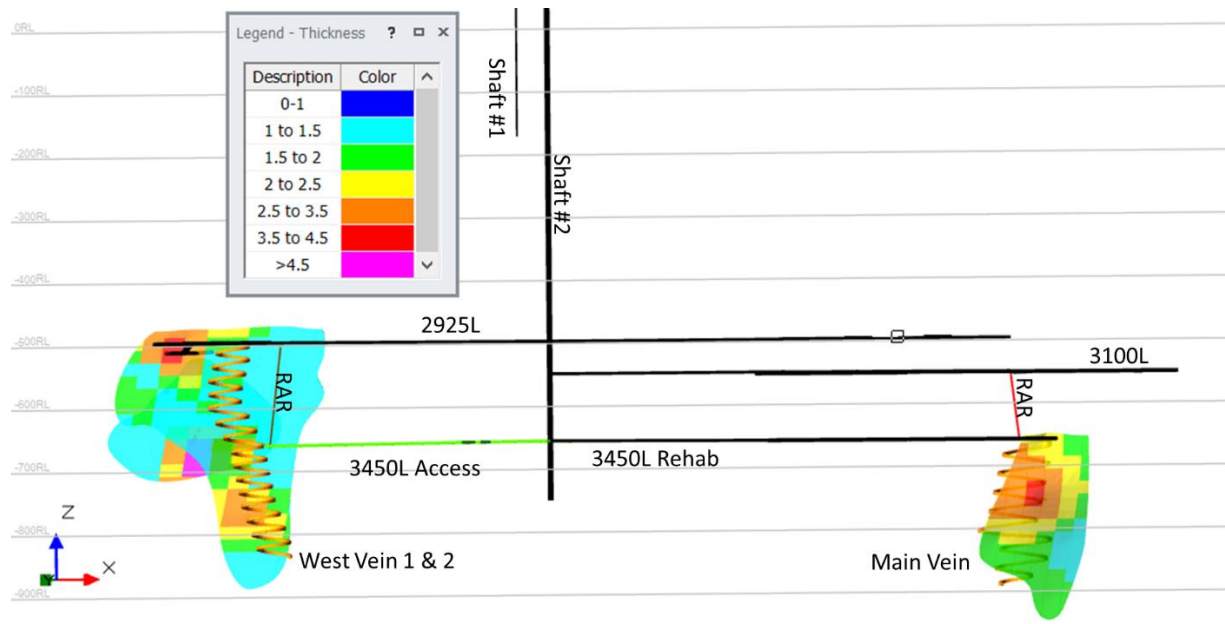 0RL
Legend - Thickness ?
Description Color
0-1
1 to 1.5
1.5 to 2
2 to 2.5
2.5 to 3.5
3.5 to 4.5
>4.5
Shaft #1
Shaft #2
-100RL
-200RL
-300RL
-400RL
-500RL
2925L
3100L
RAR
RAR
-600RL
3450L Access
3450L Rehab
-700RL
Z
X
Y
-800RL
West Vein 1 & 2
Main Vein
-900RL